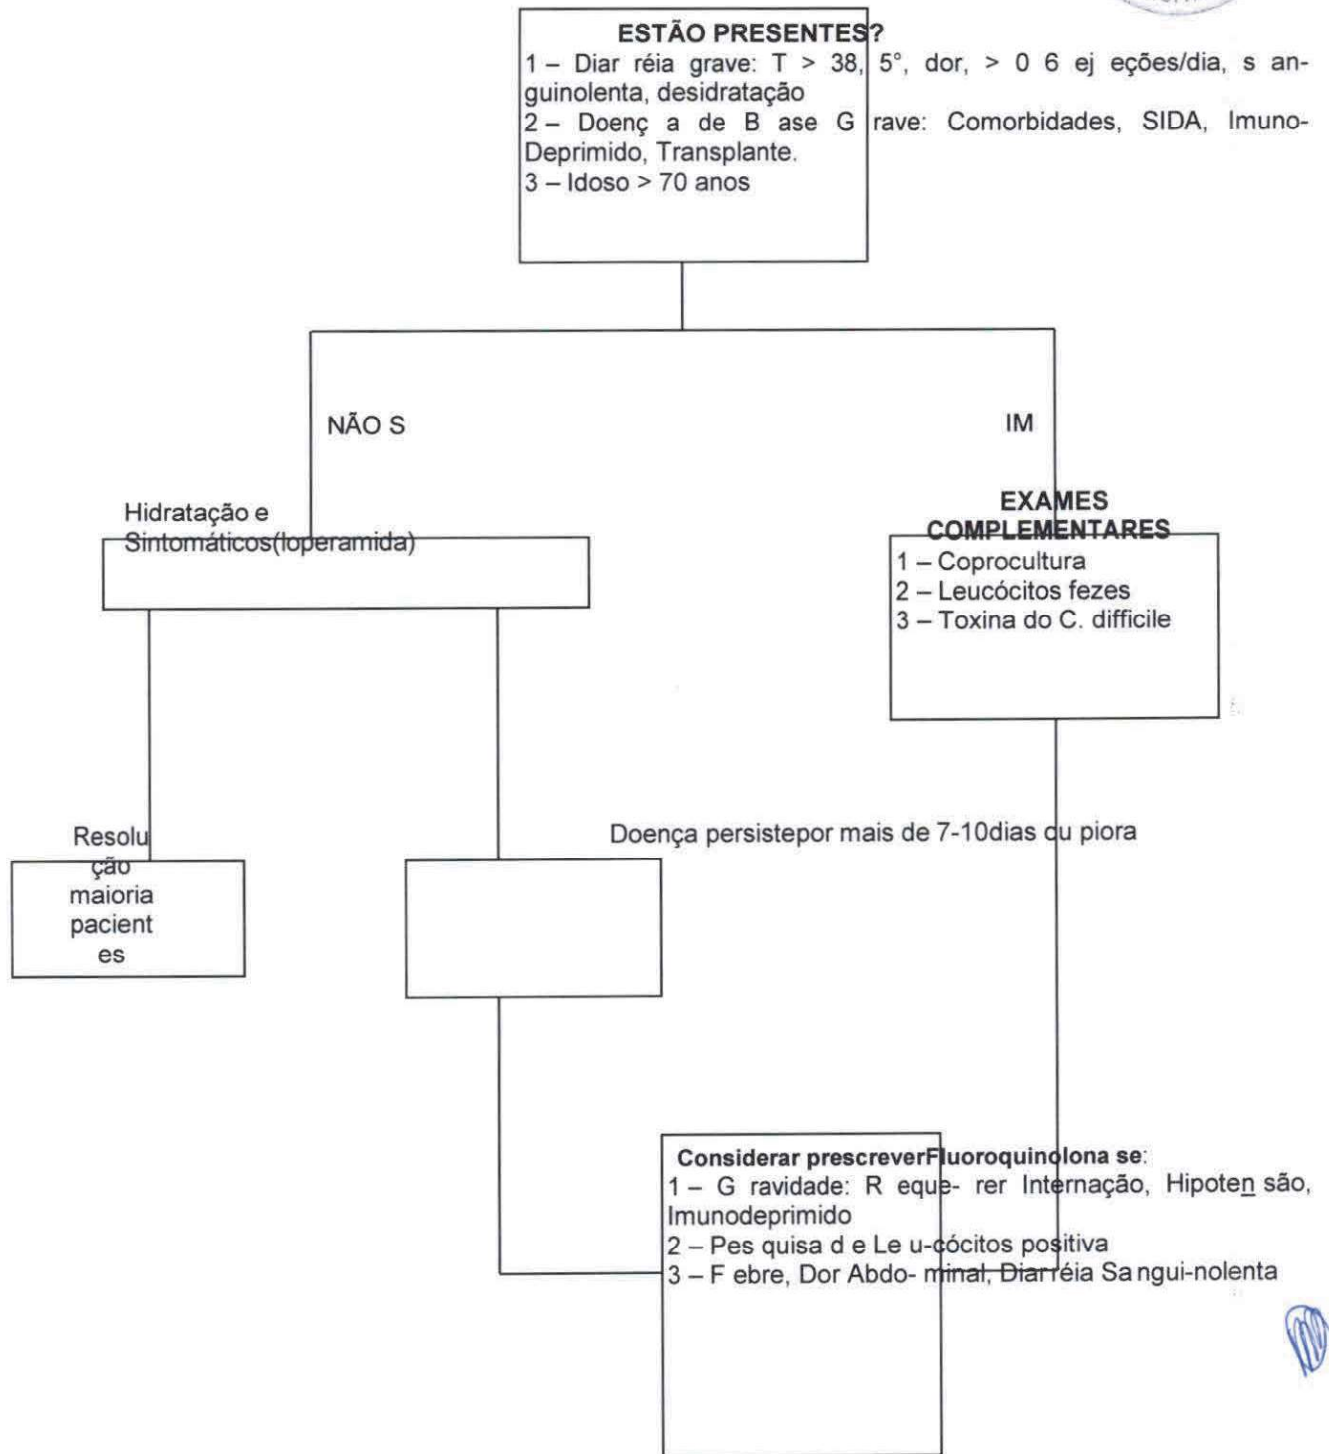 ESTÃO PRESENTES?
1 – Diar réia grave: T > 38, 5°, dor, > 0 6 ej eções/dia, s an-
guinolenta, desidratação
2 – Doenç a de B ase G rave: Comorbidades, SIDA, Imuno-
Deprimido, Transplante.
3 – Idoso > 70 anos
NÃO S
IM
Hidratação e
Sintomáticos(loperamida)
EXAMES
COMPLEMENTARES
1 – Coprocultura
2 – Leucócitos fezes
3 – Toxina do C. difficile
Resolu
ção
maioria
pacient
es
Doença persistepor mais de 7-10dias ou piora
Considerar prescreverFluoroquinolona se:
1 – G ravidade: R eque- rer Internação, Hipoten são,
Imunodeprimido
2 – Pes quisa d e Le u-cócitos positiva
3 – F ebre, Dor Abdo- minal, Diarréia Sa ngui-nolenta